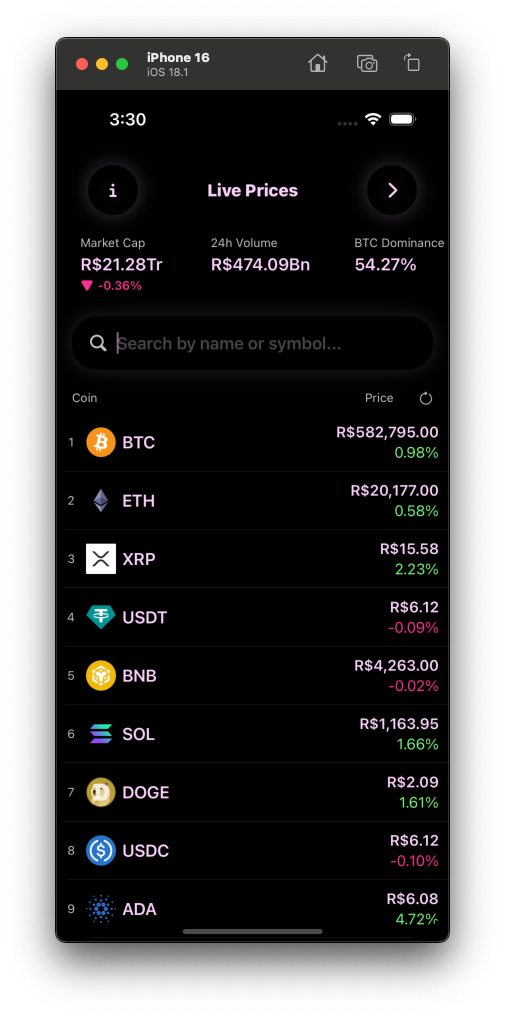 iPhone 16
iOS 18.1
3:30
i
Live Prices
Market Cap 24h Volume BTC Dominance
R$21.28Tr R$474.09Bn 54.27%
-0.36%
Search by name or symbol...
Coin Price
1 BTC R$582,795.00
0.98%
2 ETH R$20,177.00
0.58%
3 XRP R$15.58
2.23%
4 USDT R$6.12
-0.09%
5 BNB R$4,263.00
-0.02%
6 SOL R$1,163.95
1.66%
7 DOGE R$2.09
1.61%
8 USDC R$6.12
-0.10%
9 ADA R$6.08
4.72%